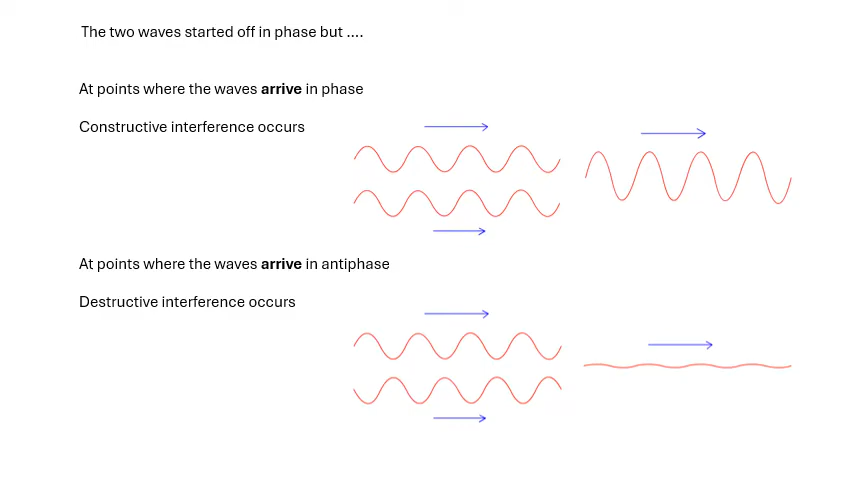 The two waves started off in phase but ....
At points where the waves arrive in phase
Constructive interference occurs
At points where the waves arrive in antiphase
Destructive interference occurs